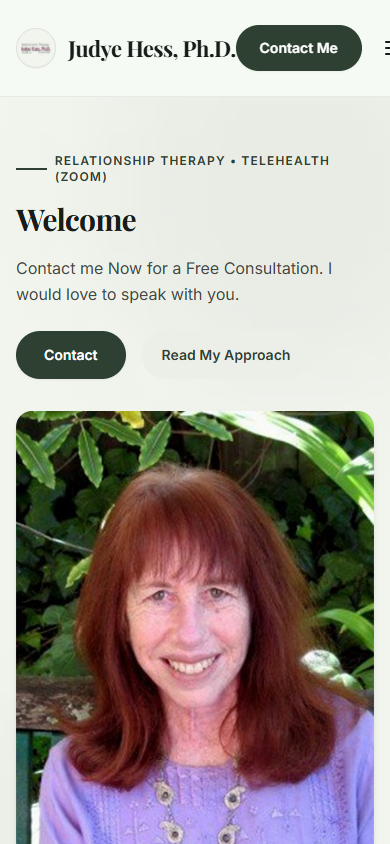 Judye Hess, Ph.D.
Contact Me
RELATIONSHIP THERAPY • TELEHEALTH
(ZOOM)
Welcome
Contact me Now for a Free Consultation. I
would love to speak with you.
Contact
Read My Approach